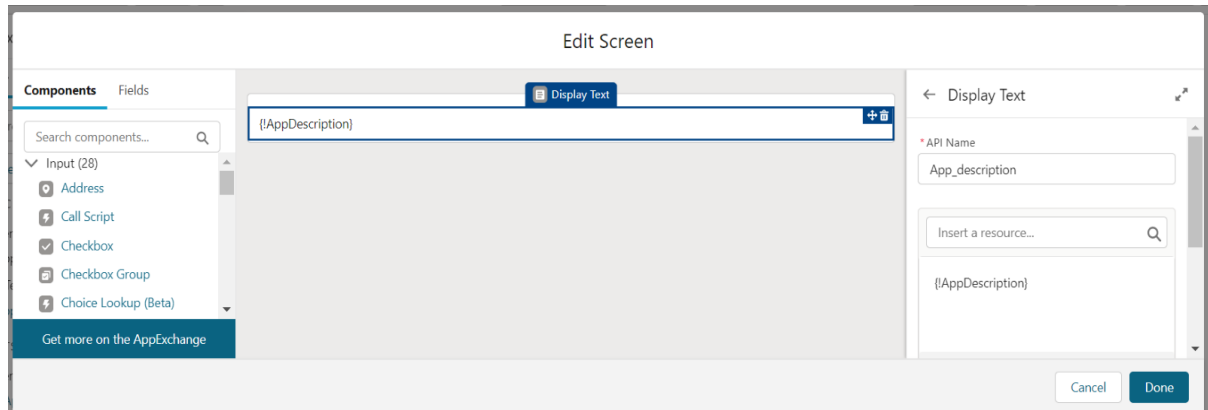 Edit Screen
Components Fields
Search components...
Input (28)
Address
Call Script
Checkbox
Checkbox Group
Choice Lookup (Beta)
Get more on the AppExchange
Display Text
{!AppDescription}
Display Text
*API Name
App_description
Insert a resource...
{!AppDescription}
Cancel Done